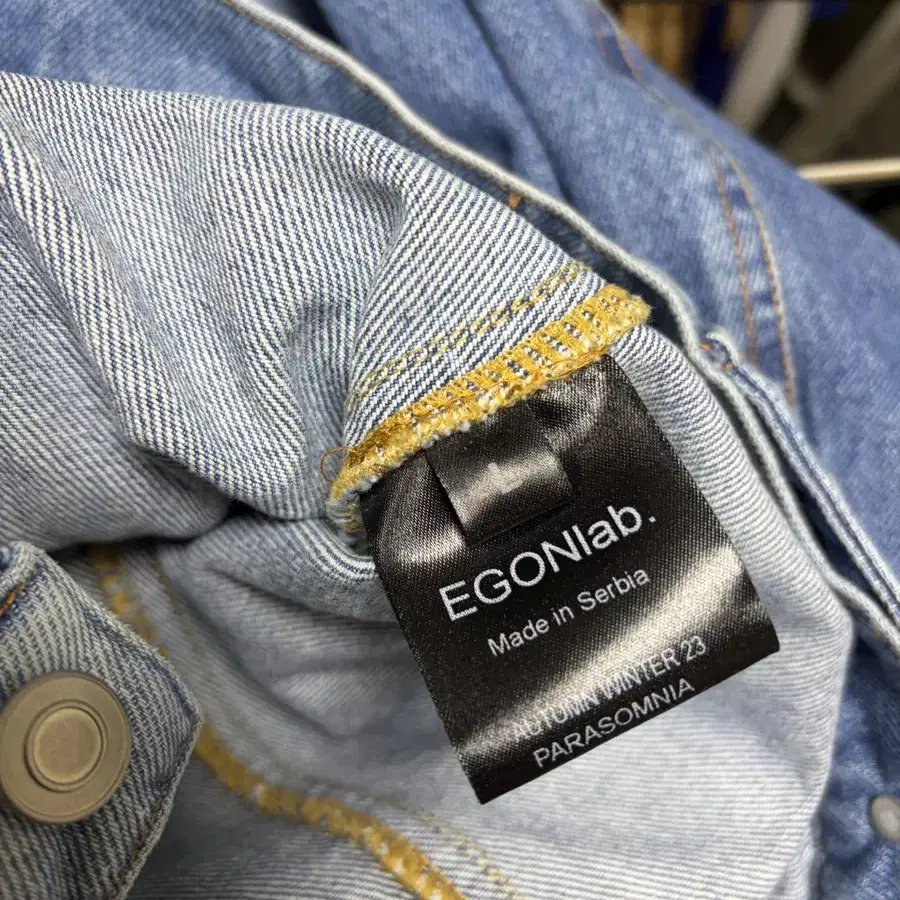 L
EGONlab.
Made in Serbia
AUTUMN WINTER 23
PARASOMNIA